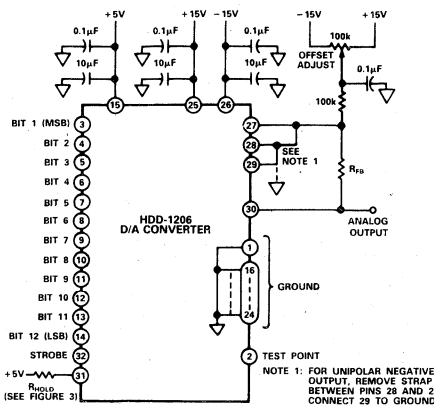 +5V +5V −15V −15V +15V
0.1µF 0.1µF 0.1µF 100k
OFFSET
ADJUST
10µF 10µF 10µF 0.1µF
100k
15 25 26
BIT 1 (MSB) 3 27
BIT 2 4 28 SEE
NOTE 1
BIT 3 5 29
BIT 4 6 RFB
BIT 5 7
BIT 6 8 30
ANALOG
OUTPUT
HDD-1206
D/A CONVERTER
BIT 7 9 1
BIT 8 10 16
BIT 9 11 GROUND
BIT 10 12
BIT 11 13 24
BIT 12 (LSB) 14
STROBE 32 2 TEST POINT
+5V 31
RHOLD
(SEE FIGURE 3)
NOTE 1: FOR UNIPOLAR NEGATIVE
OUTPUT, REMOVE STRAP
BETWEEN PINS 28 AND 2
CONNECT 29 TO GROUND